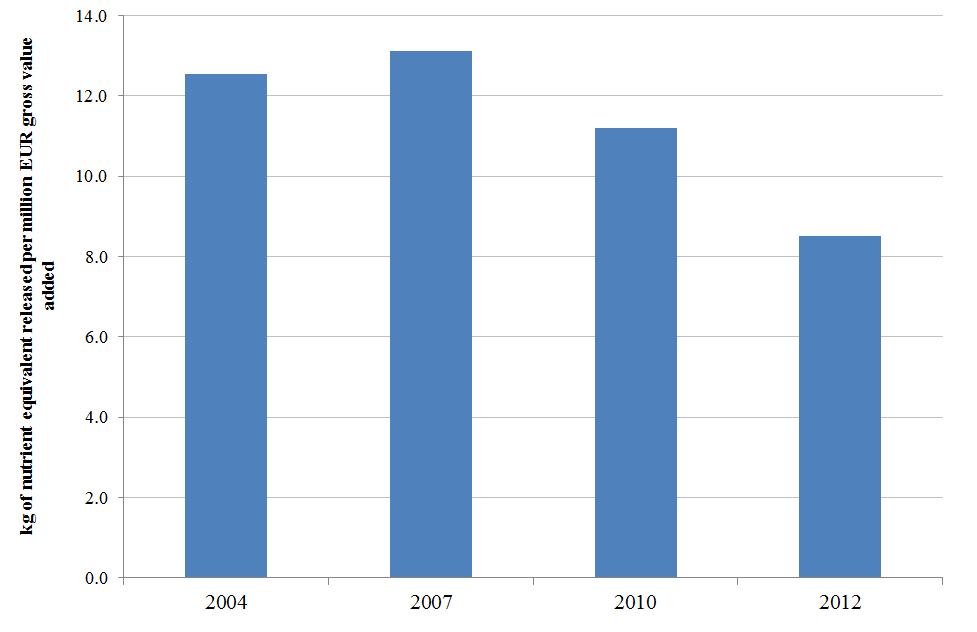 kg of nutrient equivalent released per million EUR gross value
added
14.0
12.0
10.0
8.0
6.0
4.0
2.0
0.0
2004 2007 2010 2012